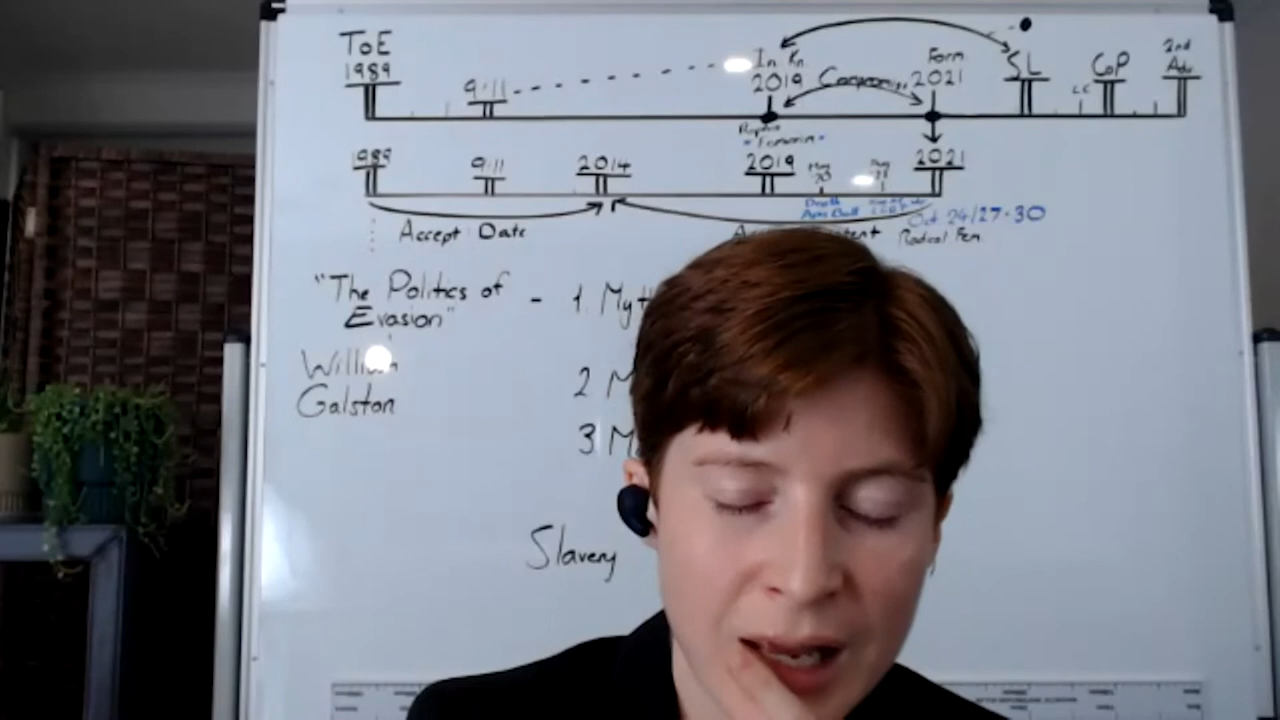 ToE
1989
9:11
In Kn
2019
Compromise
Form
2021
SL
LC
CoP
2nd
Adv.
1989
9:11
2014
2019
2021
Oct 24/27-30
Accept Date
Radical Fem.
"The Politics of - 1. Myt
Evasion"
William
Galston
2 M
3 M
Slavery